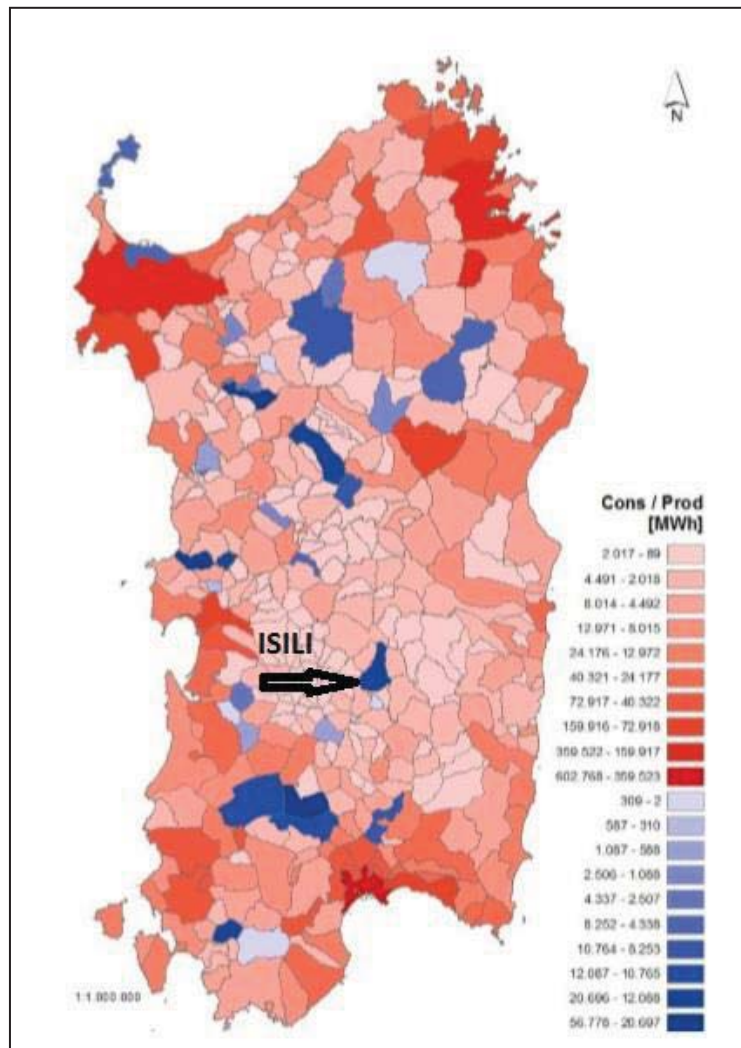 N
ISILI
Cons / Prod
[MWh]
2.017 - 89
4.491 - 2.018
8.014 - 4.492
12.971 - 8.015
24.176 - 12.972
40.321 - 24.177
72.917 - 40.322
159.916 - 72.918
359.522 - 159.917
602.768 - 359.523
309 - 2
587 - 310
1.087 - 588
2.506 - 1.088
4.337 - 2.507
8.252 - 4.338
10.764 - 8.253
12.087 - 10.765
20.696 - 12.088
56.778 - 20.697
1:1.000.000